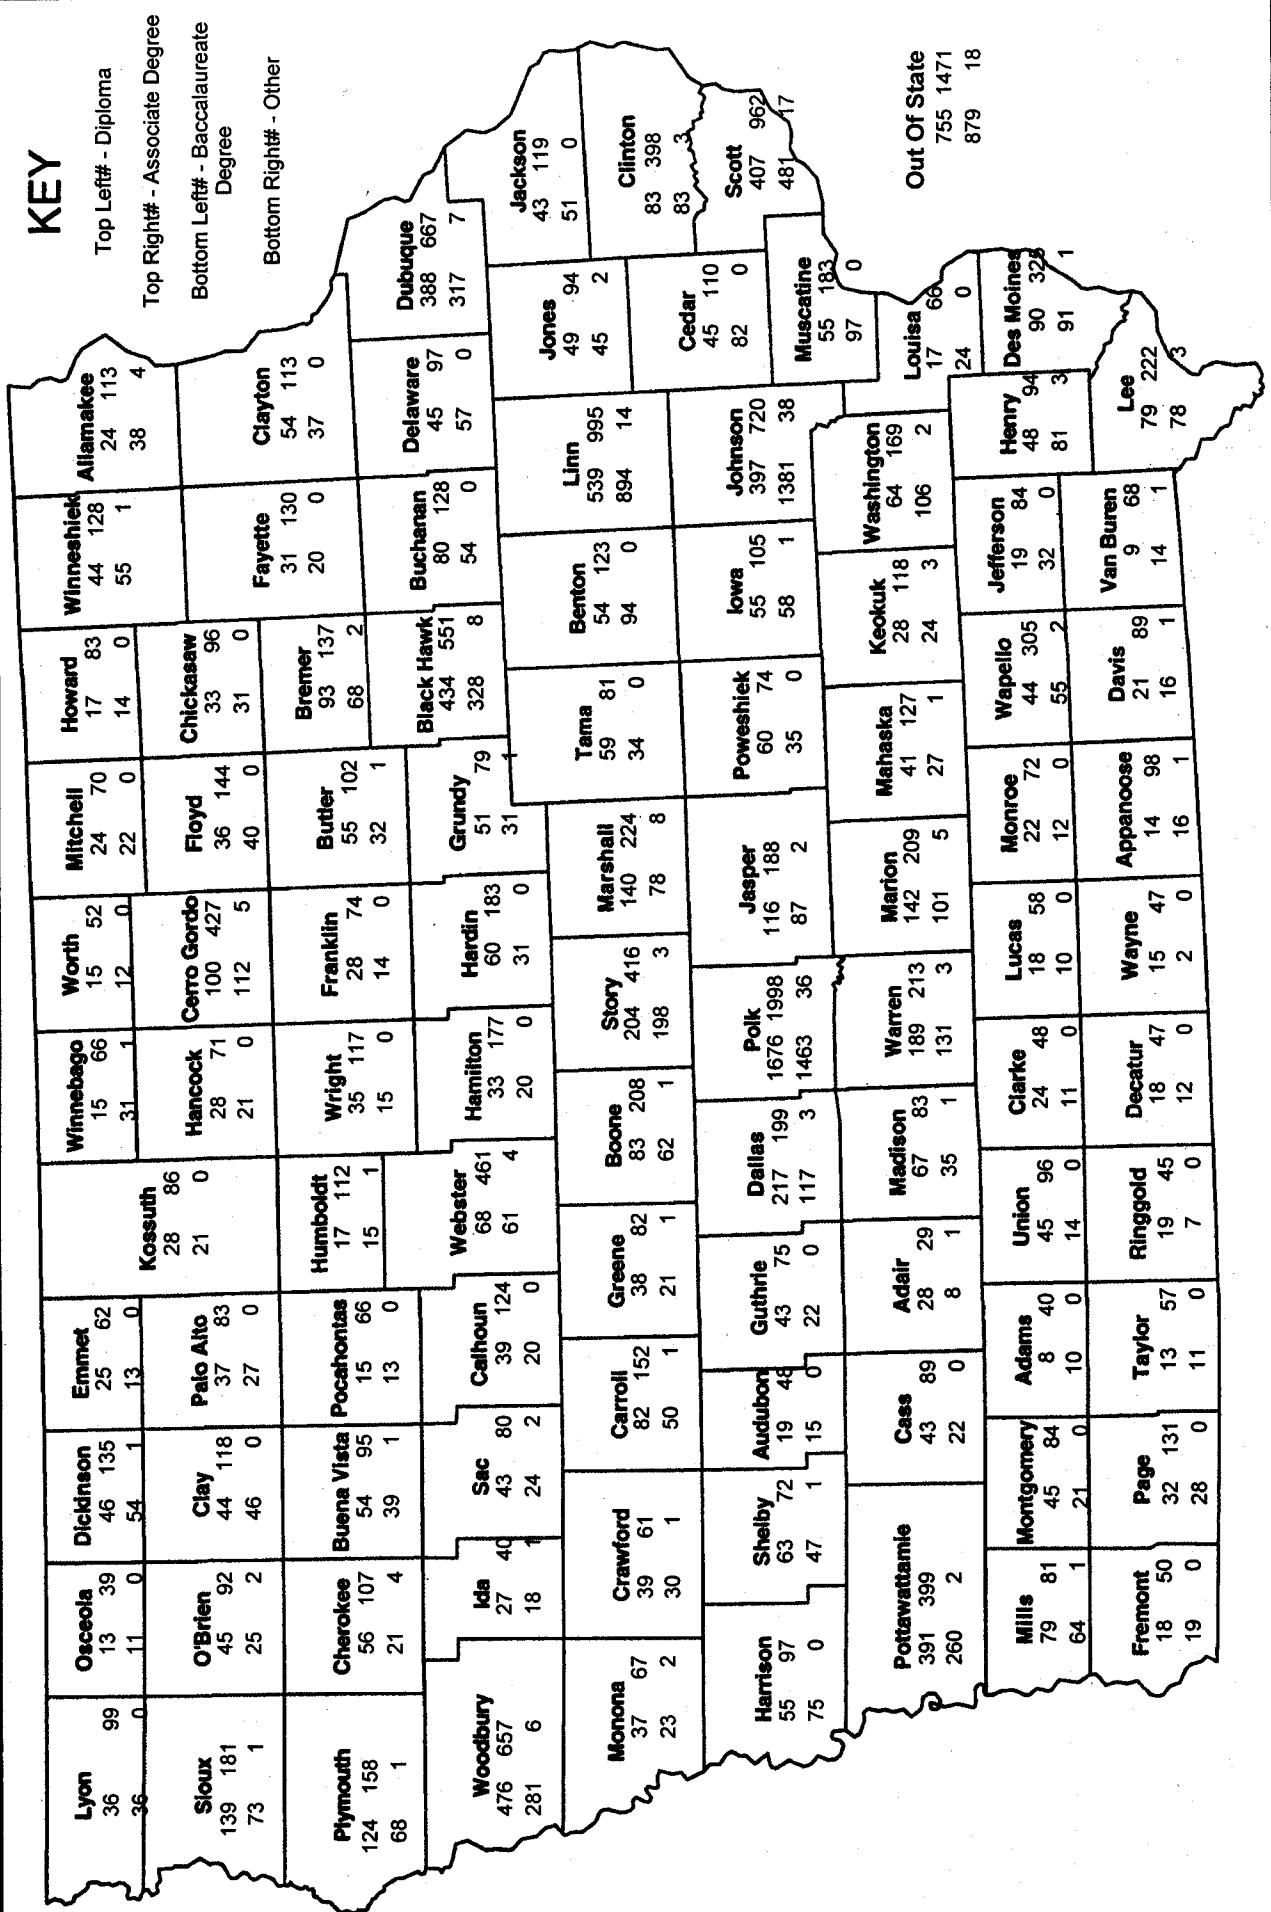 KEY
Top Left# - Diploma
Top Right# - Associate Degree
Bottom Left# - Baccalaureate
Degree
Bottom Right# - Other
Lyon
36 99
36 0
Osceola
13 39
11 0
Dickinson
46 135
54 1
Emmet
25 62
13 0
Kossuth
28 86
21 0
Winnebago
15 66
31 1
Worth
15 52
12 0
Mitchell
24 70
22 0
Howard
17 83
14 0
Winneshiek
44 128
55 1
Allamakee
24 113
38 4
Sioux
139 181
73 1
O'Brien
45 92
25 2
Clay
44 118
46 0
Palo Alto
37 83
27 0
Hancock
28 71
21 0
Cerro Gordo
100 427
112 5
Floyd
36 144
40 0
Chickasaw
33 96
31 0
Fayette
31 130
20 0
Clayton
54 113
37 0
Plymouth
124 158
68 1
Cherokee
56 107
21 4
Buena Vista
54 95
39 1
Pocahontas
15 66
13 0
Humboldt
17 112
15 1
Wright
35 117
15 0
Franklin
28 74
14 0
Butler
55 102
32 1
Bremer
93 137
68 2
Black Hawk
434 551
328 8
Buchanan
80 128
54 0
Delaware
45 97
57 0
Dubuque
388 667
317 7
Woodbury
476 657
281 6
Ida
27 40
18 1
Sac
43 80
24 2
Calhoun
39 124
20 0
Webster
68 461
61 4
Hamilton
33 177
20 0
Hardin
60 183
31 0
Grundy
51 79
31 1
Tama
59 81
34 0
Benton
54 123
94 0
Linn
539 995
894 14
Jones
49 94
45 2
Jackson
43 119
51 0
Monona
37 67
23 2
Crawford
39 61
30 1
Carroll
82 152
50 1
Greene
38 82
21 1
Boone
83 208
62 1
Story
204 416
198 3
Marshall
140 224
78 8
Clinton
83 398
83 3
Cedar
45 110
82 0
Scott
407 962
481 17
Harrison
55 97
75 0
Shelby
63 72
47 1
Audubon
19 48
15 0
Guthrie
43 75
22 0
Dallas
217 199
117 3
Polk
1676 1998
1463 36
Jasper
116 188
87 2
Poweshiek
60 74
35 0
Iowa
55 105
58 1
Johnson
397 720
1381 38
Muscatine
55 183
97 0
Pottawattamie
391 399
260 2
Cass
43 89
22 0
Adair
28 29
8 1
Madison
67 83
35 1
Warren
189 213
131 3
Marion
142 209
101 5
Mahaska
41 127
27 1
Keokuk
28 118
24 3
Washington
64 169
106 2
Louisa
17 66
24 0
Mills
79 81
64 1
Montgomery
45 84
21 0
Adams
8 40
10 0
Union
45 96
14 0
Clarke
24 48
11 0
Lucas
18 58
10 0
Monroe
22 72
12 0
Wapello
44 305
55 2
Jefferson
19 84
32 0
Henry
48 94
81 3
Des Moines
90 325
91 1
Fremont
18 50
19 0
Page
32 131
28 0
Taylor
13 57
11 0
Ringgold
19 45
7 0
Decatur
18 47
12 0
Wayne
15 47
2 0
Appanoose
14 98
16 1
Davis
21 89
16 1
Van Buren
9 68
14 1
Lee
79 222
78 3
Out Of State
755 1471
879 18